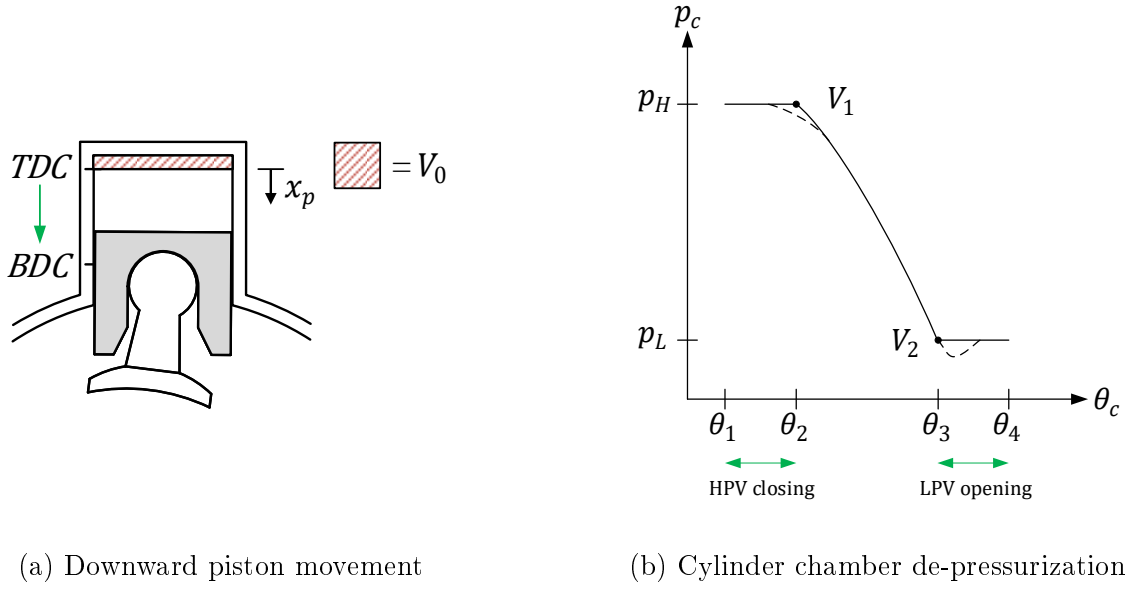 TDC
BDC
x_p
= V_0
p_c
p_H
V_1
p_L
V_2
θ_1 θ_2 θ_3 θ_4 θ_c
HPV closing LPV opening
(a) Downward piston movement
(b) Cylinder chamber de-pressurization